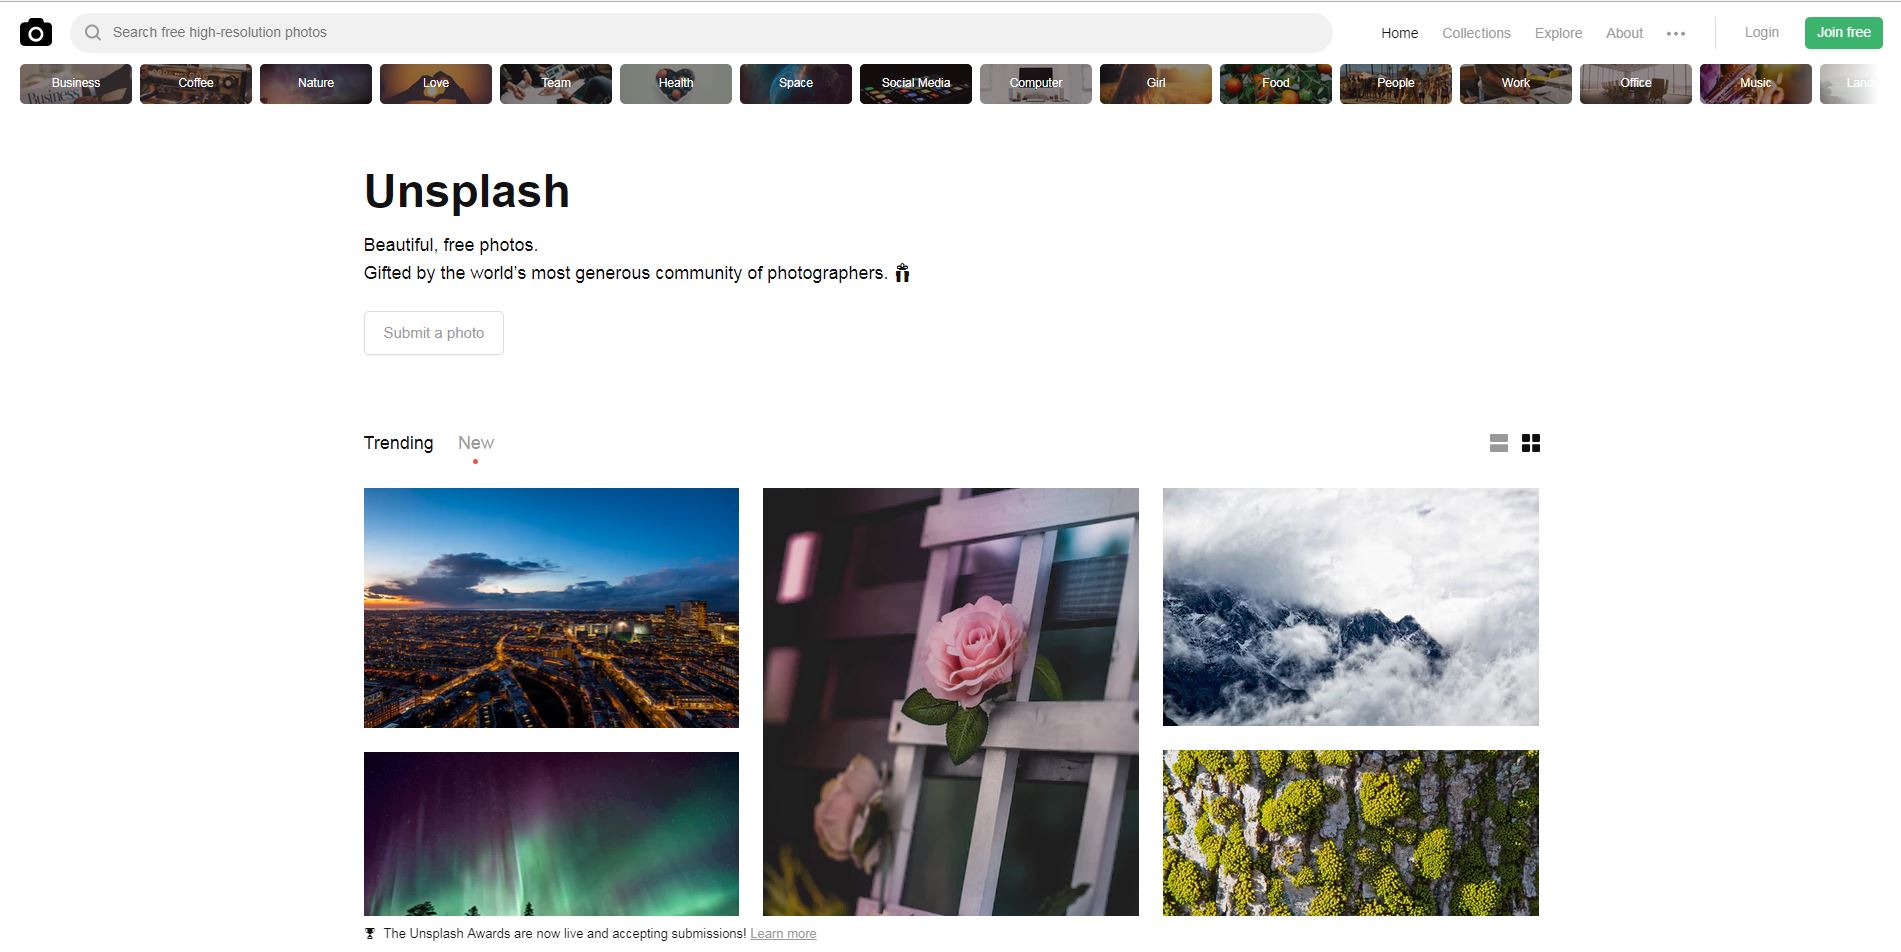 Search free high-resolution photos
Home Collections Explore About Login Join free
Business Coffee Nature Love Team Health Space Social Media Computer Girl Food People Work Office Music
Unsplash
Beautiful, free photos.
Gifted by the world’s most generous community of photographers.
Submit a photo
Trending New
The Unsplash Awards are now live and accepting submissions! Learn more